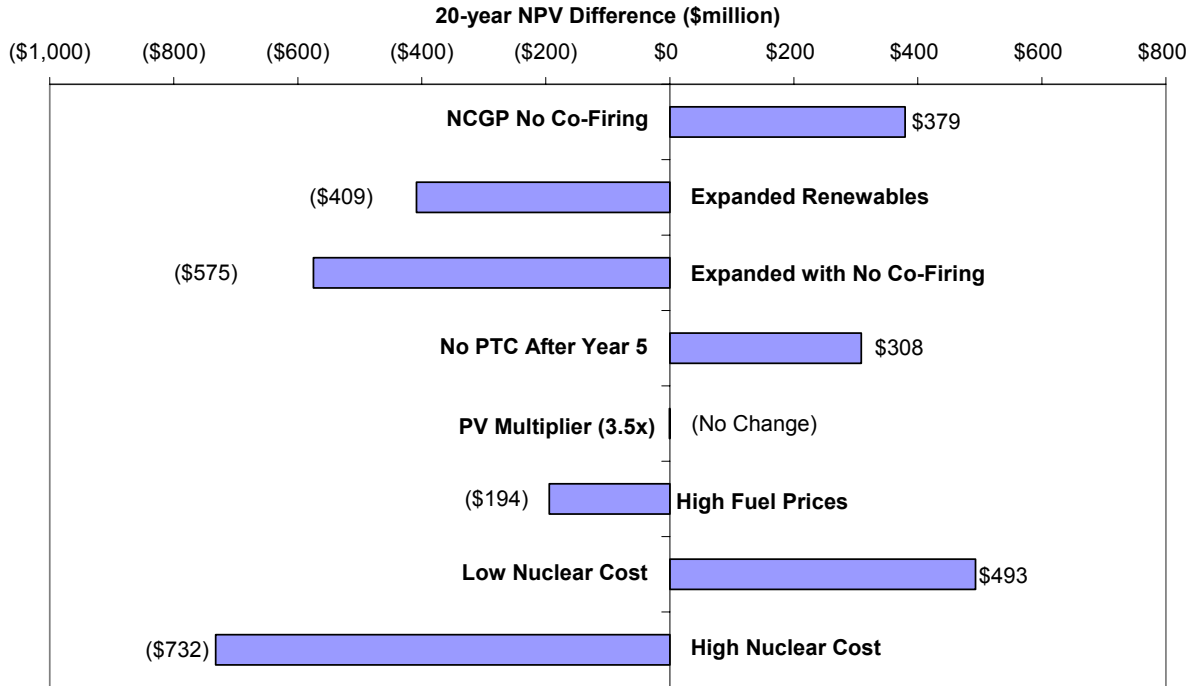 20-year NPV Difference ($million)
($1,000) ($800) ($600) ($400) ($200) $0 $200 $400 $600 $800
NCGP No Co-Firing $379
($409) Expanded Renewables
($575) Expanded with No Co-Firing
No PTC After Year 5 $308
PV Multiplier (3.5x) (No Change)
($194) High Fuel Prices
Low Nuclear Cost $493
($732) High Nuclear Cost